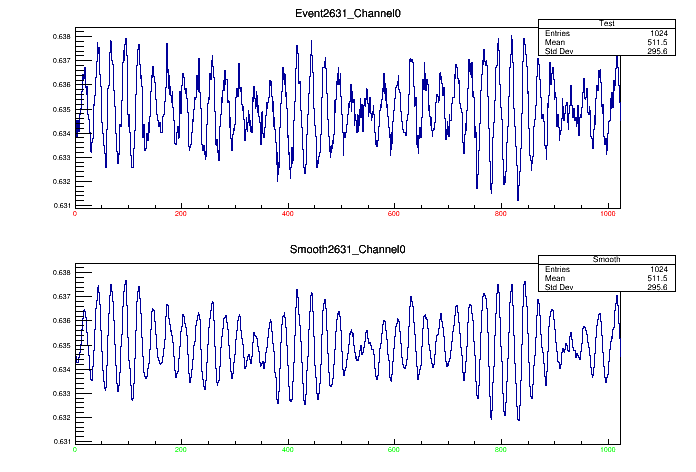 Event2631_Channel0
Test
Entries 1024
Mean 511.5
Std Dev 295.6
0.638
0.637
0.636
0.635
0.634
0.633
0.632
0.631
0 200 400 600 800 1000
Smooth2631_Channel0
Smooth
Entries 1024
Mean 511.5
Std Dev 295.6
0.638
0.637
0.636
0.635
0.634
0.633
0.632
0.631
0 200 400 600 800 1000